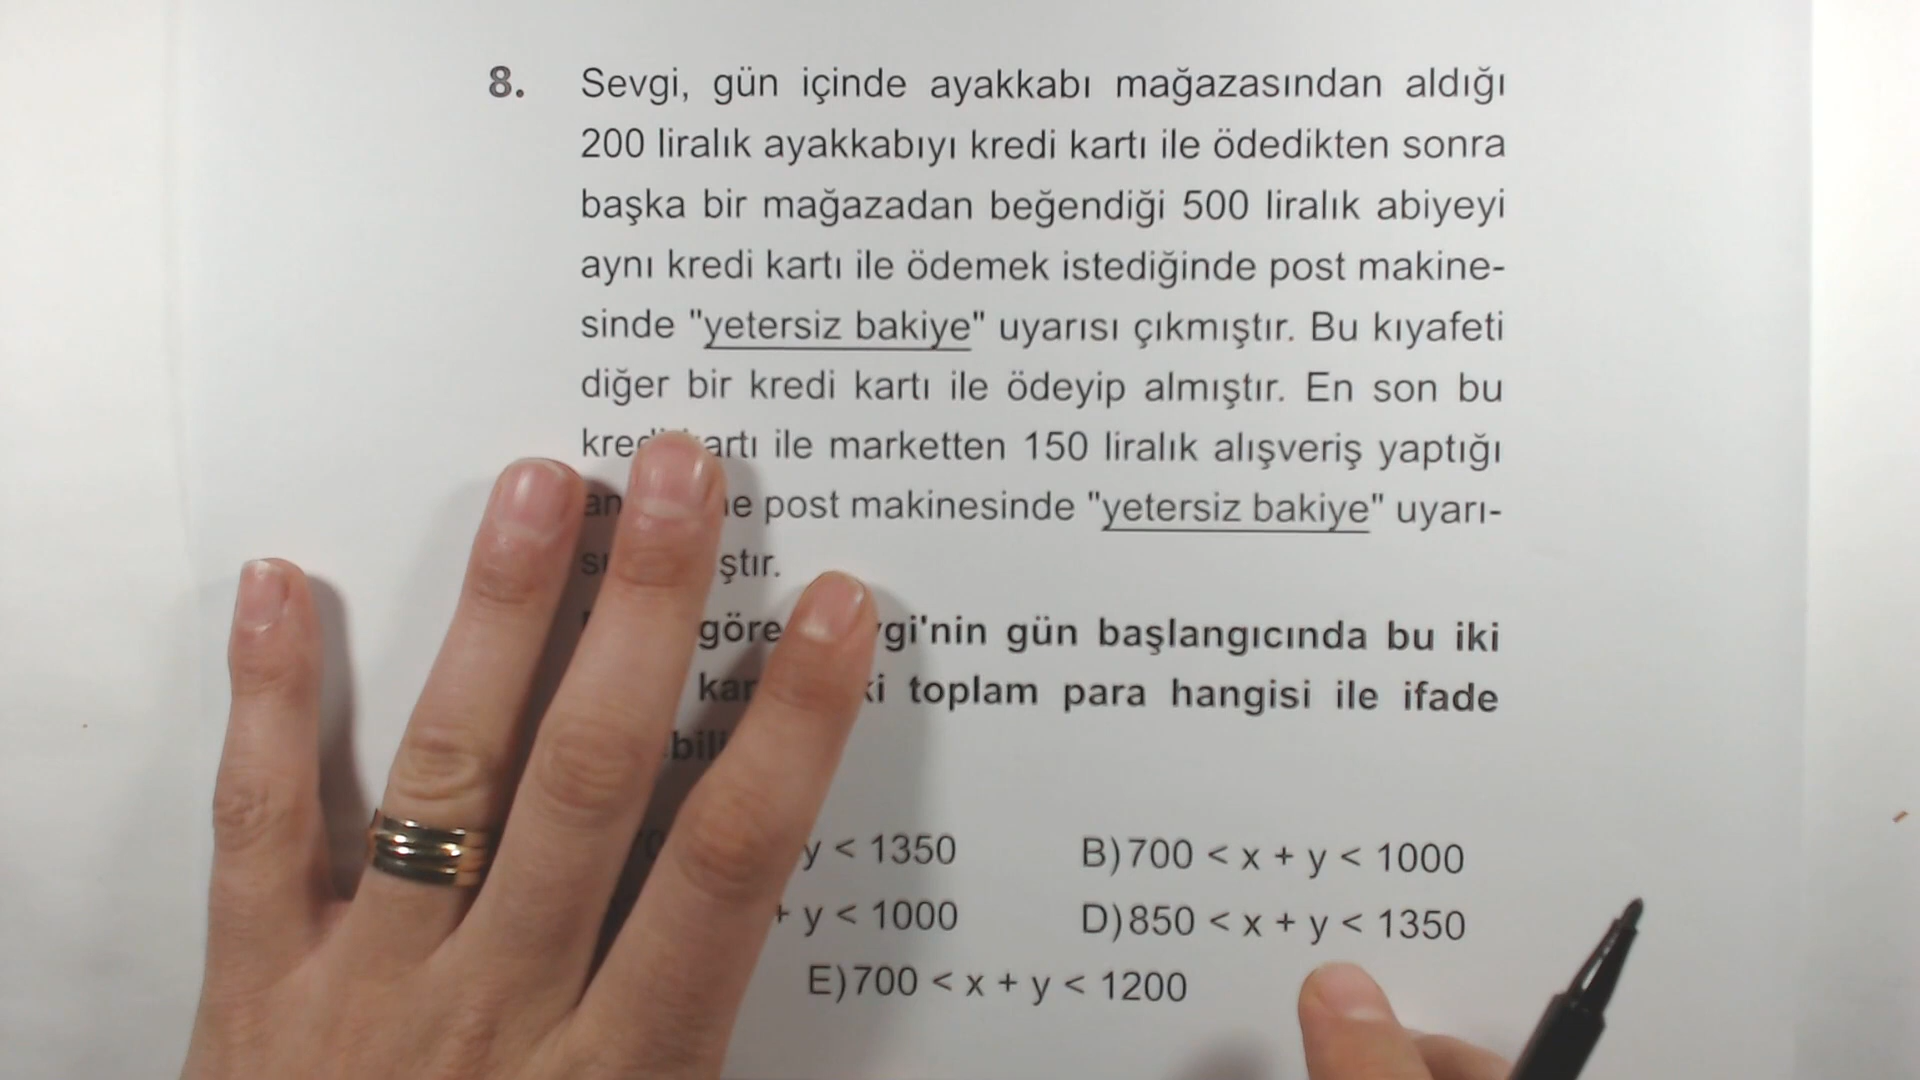 8. Sevgi, gün içinde ayakkabı mağazasından aldığı
200 liralık ayakkabıyı kredi kartı ile ödedikten sonra
başka bir mağazadan beğendiği 500 liralık abiyeyi
aynı kredi kartı ile ödemek istediğinde post makine-
sinde "yetersiz bakiye" uyarısı çıkmıştır. Bu kıyafeti
diğer bir kredi kartı ile ödeyip almıştır. En son bu
kredi kartı ile marketten 150 liralık alışveriş yaptığı
post makinesinde "yetersiz bakiye" uyarı-
göre gün başlangıcında bu iki
toplam para hangisi ile ifade
y < 1350
B) 700 < x + y < 1000
+ y < 1000
D) 850 < x + y < 1350
E) 700 < x + y < 1200